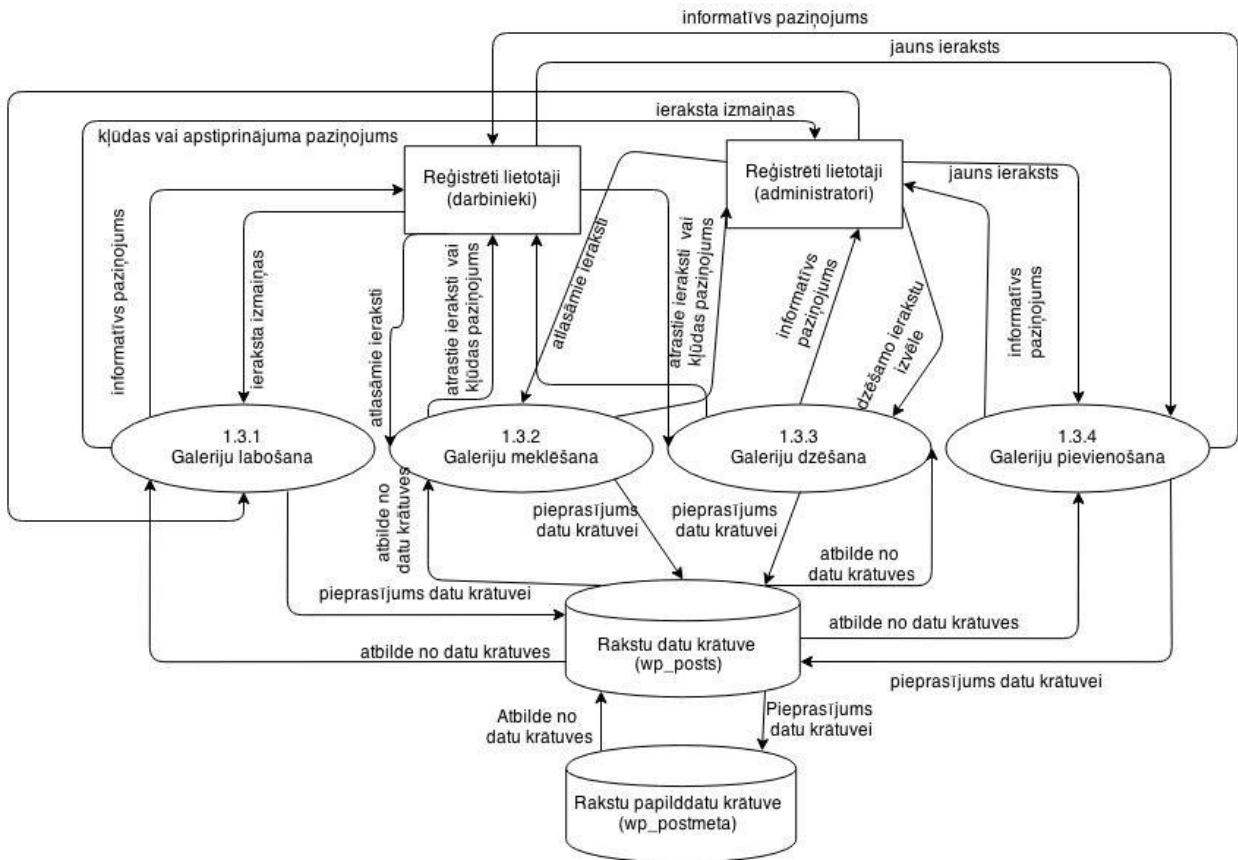 informatīvs paziņojums
jauns ieraksts
ieraksta izmaiņas
kļūdas vai apstiprinājuma paziņojums
Reģistrēti lietotāji
(darbinieki)
Reģistrēti lietotāji
(administratori)
jauns ieraksts
informatīvs paziņojums
ieraksta izmaiņas
atlasāmie ieraksti
atrastie ieraksti vai
kļūdas paziņojums
atlasāmie ieraksti
atrastie ieraksti vai
kļūdas paziņojums
informatīvs
paziņojums
dzēšamo ierakstu
izvēle
informatīvs
paziņojums
1.3.1
Galeriju labošana
1.3.2
Galeriju meklēšana
1.3.3
Galeriju dzēšana
1.3.4
Galeriju pievienošana
atbilde no
datu krātuves
pieprasījums
datu krātuvei
pieprasījums
datu krātuvei
atbilde no
datu krātuves
pieprasījums datu krātuvei
atbilde no datu krātuves
atbilde no datu krātuves
pieprasījums datu krātuvei
Rakstu datu krātuve
(wp_posts)
Atbilde no
datu krātuves
Pieprasījums
datu krātuvei
Rakstu papilddatu krātuve
(wp_postmeta)